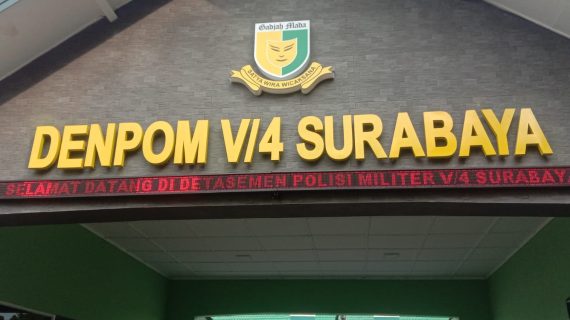 Gadjah Mada
SATYA WIRA WICAKSANA
DENPOM V/4 SURABAYA
SELAMAT DATANG DI DETASEMEN POLISI MILITER V/4 SURABAY